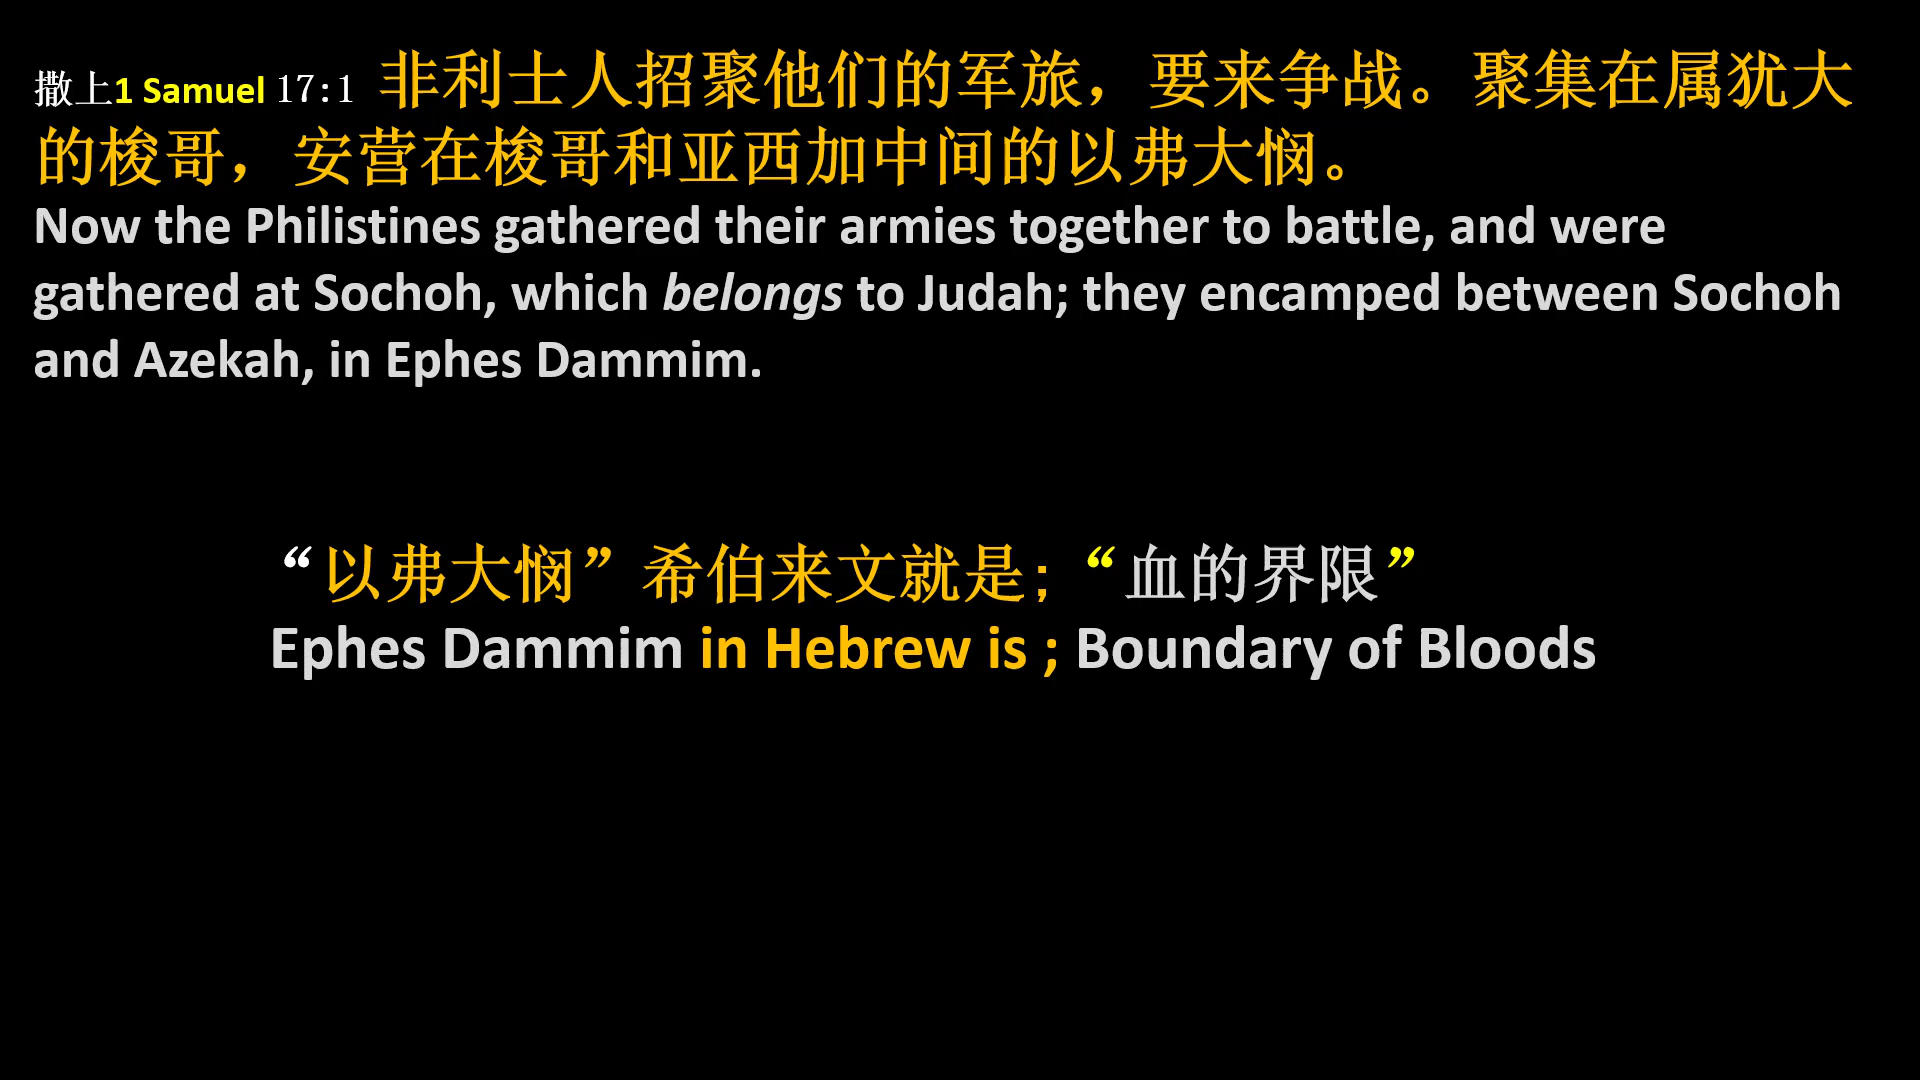 撒上1 Samuel 17:1 非利士人招聚他们的军旅，要来争战。聚集在属犹大
的梭哥，安营在梭哥和亚西加中间的以弗大悯。
Now the Philistines gathered their armies together to battle, and were
gathered at Sochoh, which belongs to Judah; they encamped between Sochoh
and Azekah, in Ephes Dammim.
“以弗大悯”希伯来文就是；“血的界限”
Ephes Dammim in Hebrew is ; Boundary of Bloods